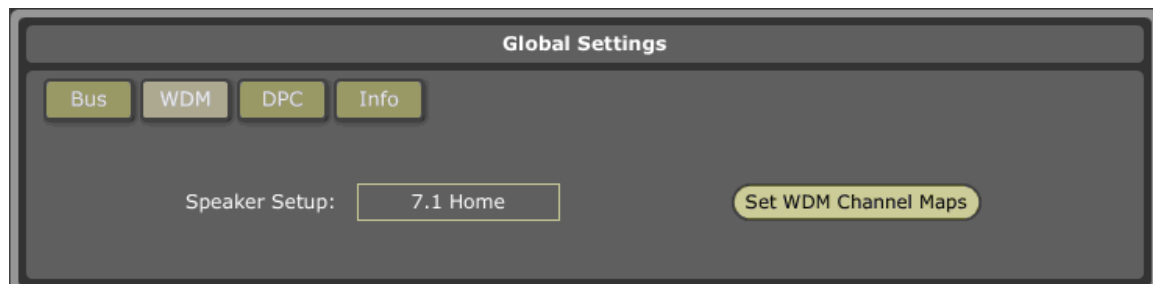 Global Settings
Bus WDM DPC Info
Speaker Setup: 7.1 Home Set WDM Channel Maps